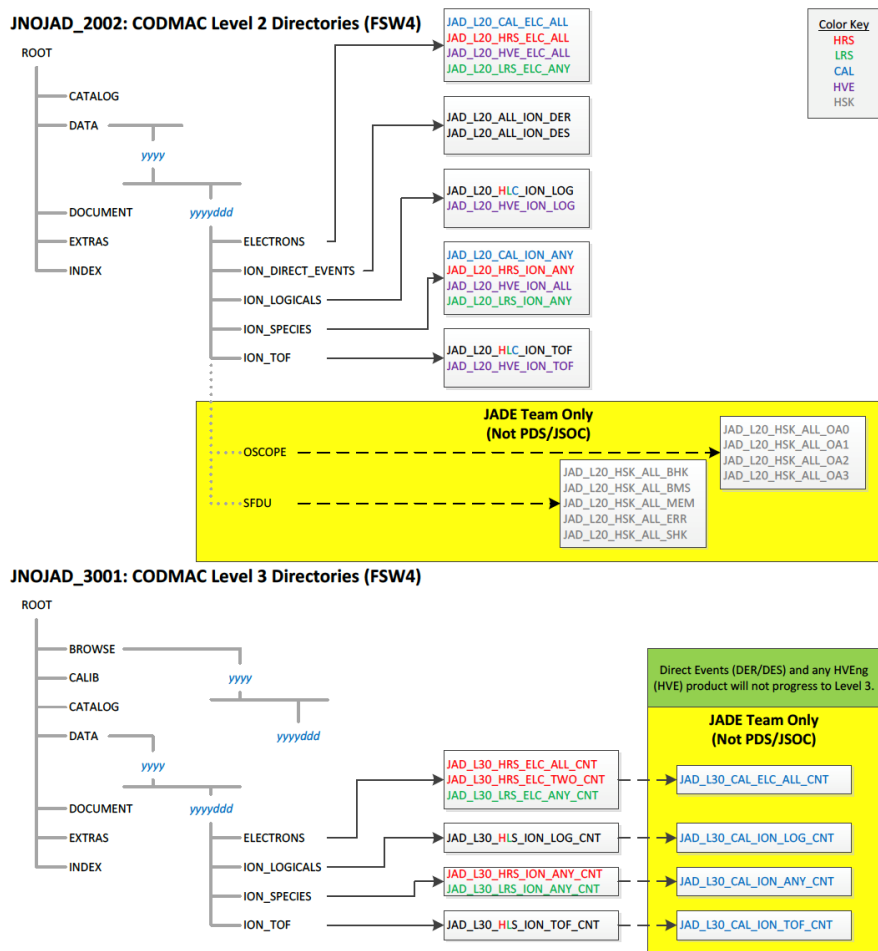 JNOJAD_2002: CODMAC Level 2 Directories (FSW4)
ROOT
CATALOG
DATA
yyyy
DOCUMENT
yyyyddd
EXTRAS
INDEX
ELECTRONS
ION_DIRECT_EVENTS
ION_LOGICALS
ION_SPECIES
ION_TOF
JAD_L20_CAL_ELC_ALL
JAD_L20_HRS_ELC_ALL
JAD_L20_HVE_ELC_ALL
JAD_L20_LRS_ELC_ANY
JAD_L20_ALL_ION_DER
JAD_L20_ALL_ION_DES
JAD_L20_HLC_ION_LOG
JAD_L20_HVE_ION_LOG
JAD_L20_CAL_ION_ANY
JAD_L20_HRS_ION_ANY
JAD_L20_HVE_ION_ALL
JAD_L20_LRS_ION_ANY
JAD_L20_HLC_ION_TOF
JAD_L20_HVE_ION_TOF
Color Key
HRS
LRS
CAL
HVE
HSK
JADE Team Only
(Not PDS/JSOC)
OSCOPE
JAD_L20_HSK_ALL_OA0
JAD_L20_HSK_ALL_OA1
JAD_L20_HSK_ALL_OA2
JAD_L20_HSK_ALL_OA3
SFDU
JAD_L20_HSK_ALL_BHK
JAD_L20_HSK_ALL_BMS
JAD_L20_HSK_ALL_MEM
JAD_L20_HSK_ALL_ERR
JAD_L20_HSK_ALL_SHK
JNOJAD_3001: CODMAC Level 3 Directories (FSW4)
ROOT
BROWSE
CALIB
yyyy
CATALOG
DATA
yyyyddd
yyyy
DOCUMENT
yyyyddd
EXTRAS
INDEX
ELECTRONS
ION_LOGICALS
ION_SPECIES
ION_TOF
JAD_L30_HRS_ELC_ALL_CNT
JAD_L30_HRS_ELC_TWO_CNT
JAD_L30_LRS_ELC_ANY_CNT
JAD_L30_HLS_ION_LOG_CNT
JAD_L30_HRS_ION_ANY_CNT
JAD_L30_LRS_ION_ANY_CNT
JAD_L30_HLS_ION_TOF_CNT
Direct Events (DER/DES) and any HVEng
(HVE) product will not progress to Level 3.
JADE Team Only
(Not PDS/JSOC)
JAD_L30_CAL_ELC_ALL_CNT
JAD_L30_CAL_ION_LOG_CNT
JAD_L30_CAL_ION_ANY_CNT
JAD_L30_CAL_ION_TOF_CNT